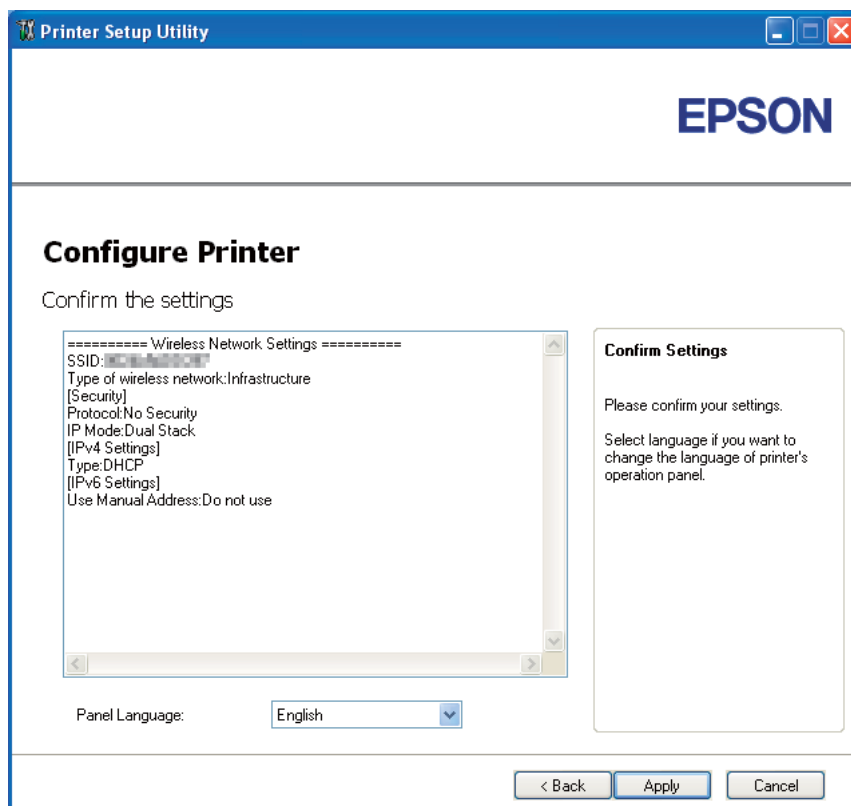 Printer Setup Utility
EPSON
Configure Printer
Confirm the settings
========== Wireless Network Settings ==========
SSID:
Type of wireless network:Infrastructure
[Security]
Protocol:No Security
IP Mode:Dual Stack
[IPv4 Settings]
Type:DHCP
[IPv6 Settings]
Use Manual Address:Do not use
Confirm Settings
Please confirm your settings.
Select language if you want to
change the language of printer's
operation panel.
Panel Language:
English
< Back
Apply
Cancel